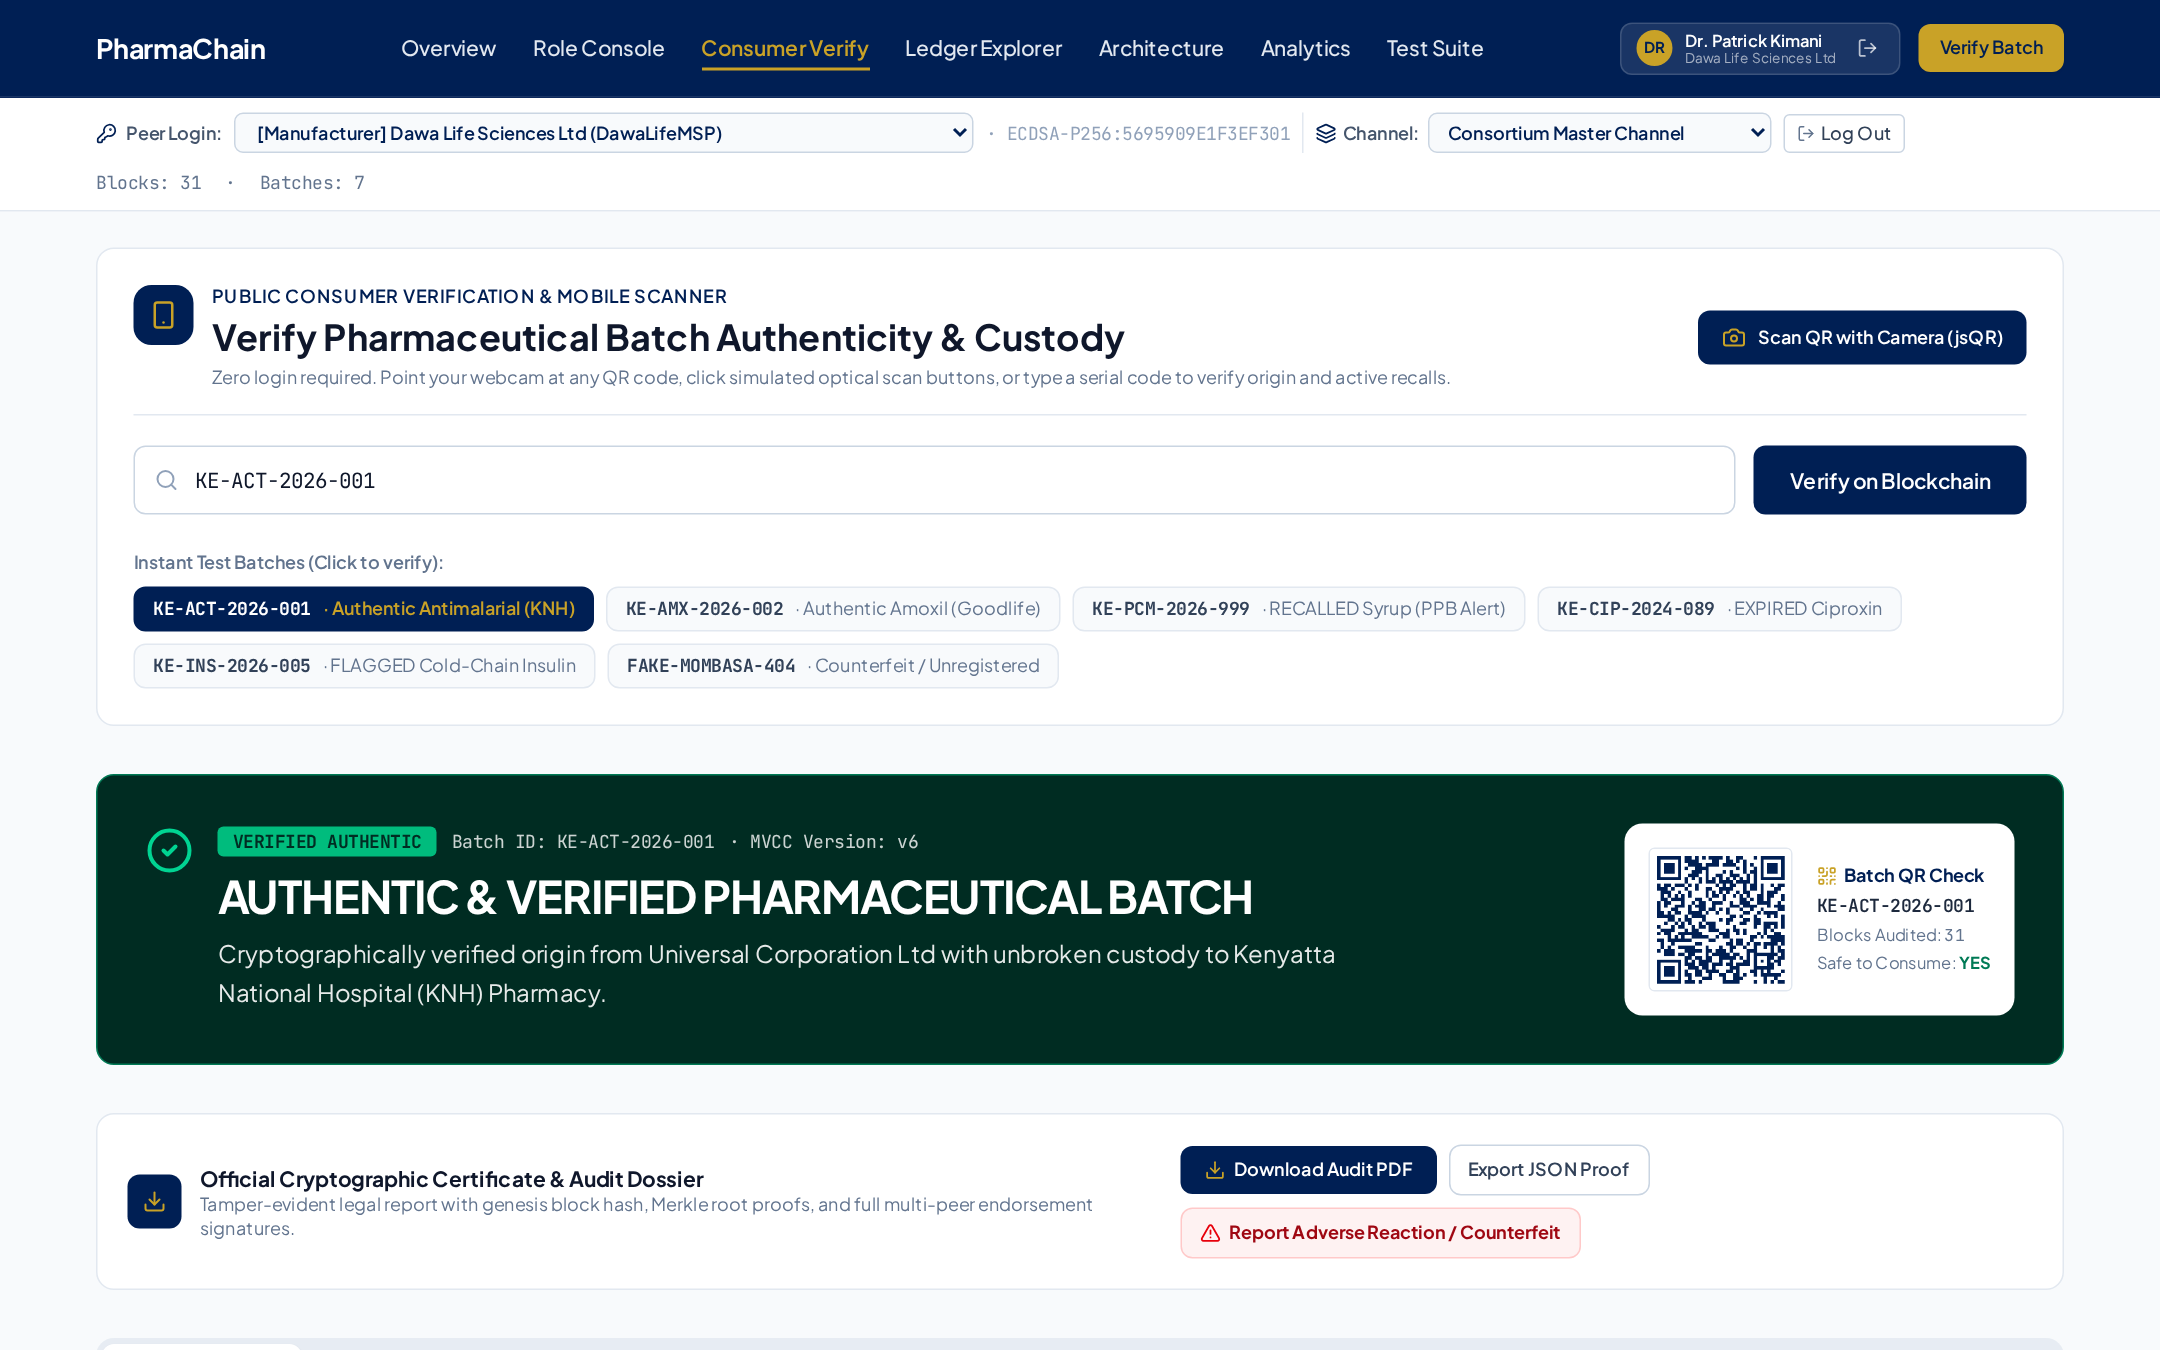 PharmaChain
Overview
Role Console
Consumer Verify
Ledger Explorer
Architecture
Analytics
Test Suite
DR
Dr. Patrick Kimani
Dawa Life Sciences Ltd
Verify Batch
Peer Login:
[Manufacturer] Dawa Life Sciences Ltd (DawaLifeMSP)
· ECDSA-P256:5695909E1F3EF301
Channel:
Consortium Master Channel
Log Out
Blocks: 31 · Batches: 7
PUBLIC CONSUMER VERIFICATION & MOBILE SCANNER
Verify Pharmaceutical Batch Authenticity & Custody
Zero login required. Point your webcam at any QR code, click simulated optical scan buttons, or type a serial code to verify origin and active recalls.
Scan QR with Camera (jsQR)
KE-ACT-2026-001
Verify on Blockchain
Instant Test Batches (Click to verify):
KE-ACT-2026-001 · Authentic Antimalarial (KNH)
KE-AMX-2026-002 · Authentic Amoxil (Goodlife)
KE-PCM-2026-999 · RECALLED Syrup (PPB Alert)
KE-CIP-2024-089 · EXPIRED Ciproxin
KE-INS-2026-005 · FLAGGED Cold-Chain Insulin
FAKE-MOMBASA-404 · Counterfeit / Unregistered
VERIFIED AUTHENTIC
Batch ID: KE-ACT-2026-001 · MVCC Version: v6
AUTHENTIC & VERIFIED PHARMACEUTICAL BATCH
Cryptographically verified origin from Universal Corporation Ltd with unbroken custody to Kenyatta
National Hospital (KNH) Pharmacy.
Batch QR Check
KE-ACT-2026-001
Blocks Audited: 31
Safe to Consume: YES
Official Cryptographic Certificate & Audit Dossier
Tamper-evident legal report with genesis block hash, Merkle root proofs, and full multi-peer endorsement
signatures.
Download Audit PDF
Export JSON Proof
Report Adverse Reaction / Counterfeit